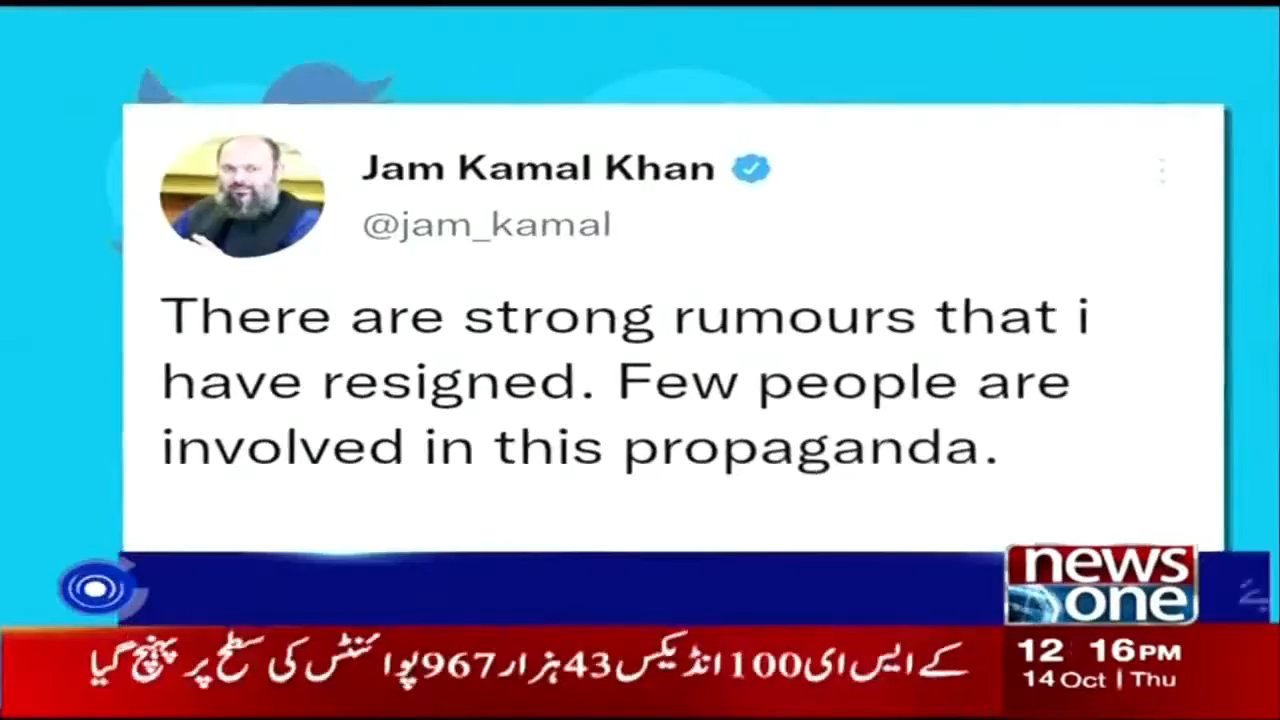 Jam Kamal Khan
@jam_kamal
There are strong rumours that i
have resigned. Few people are
involved in this propaganda.
news
one
کے ایس ای 100 انڈیکس 43 ہزار 967 پوائنٹس کی سطح پر پہنچ گیا
12 16 PM
14 Oct | Thu